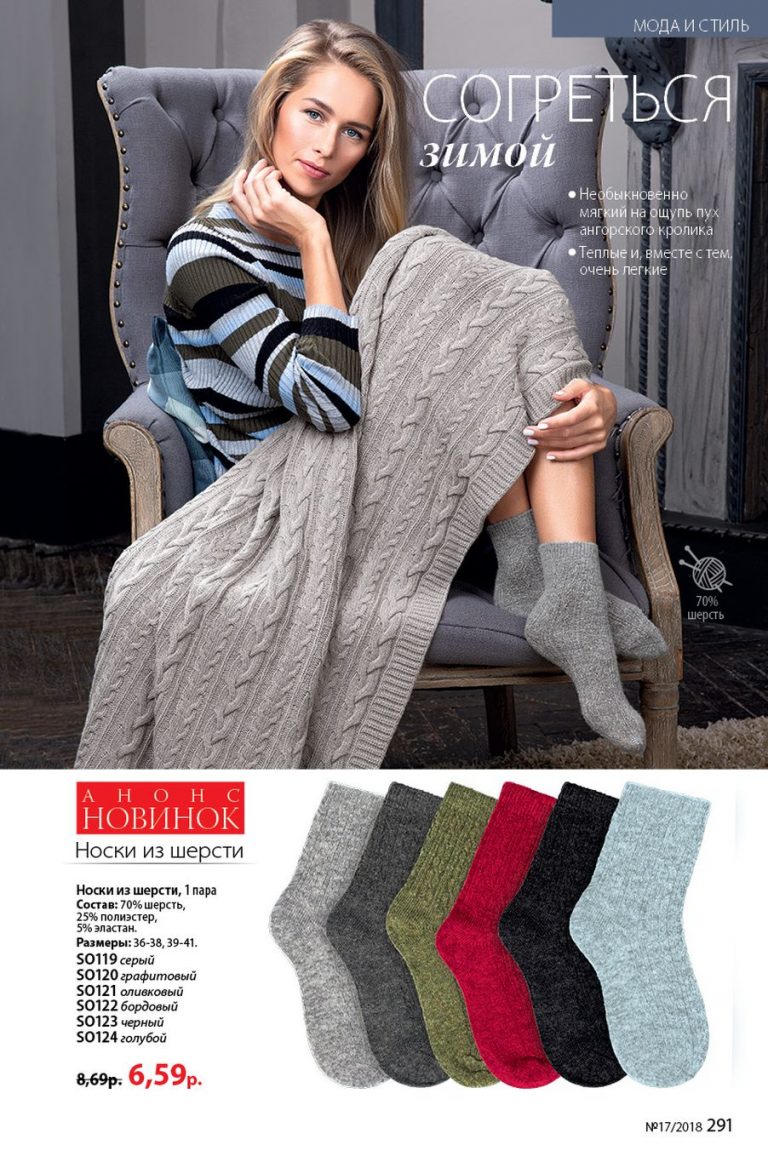 МОДА И СТИЛЬ
СОГРЕТЬСЯ
зимой
• Необыкновенно
мягкий на ощупь пух
ангорского кролика
• Теплые и, вместе с тем,
очень легкие
70%
шерсть
АНОНС
НОВИНОК
Носки из шерсти
Носки из шерсти, 1 пара
Состав: 70% шерсть,
25% полиэстер,
5% эластан.
Размеры: 36-38, 39-41.
SO119 серый
SO120 графитовый
SO121 оливковый
SO122 бордовый
SO123 черный
SO124 голубой
8,69р. 6,59р.
№17/2018 291